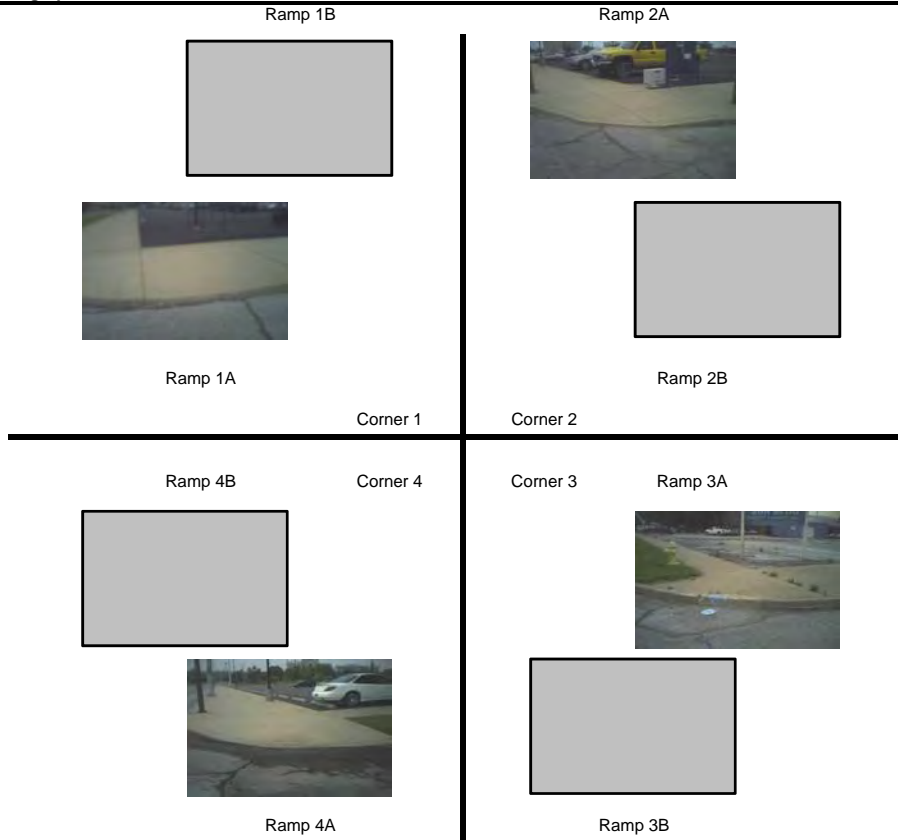 Ramp 1B Ramp 2A
Ramp 1A Ramp 2B
Corner 1 Corner 2
Ramp 4B Corner 4 Corner 3 Ramp 3A
Ramp 4A Ramp 3B